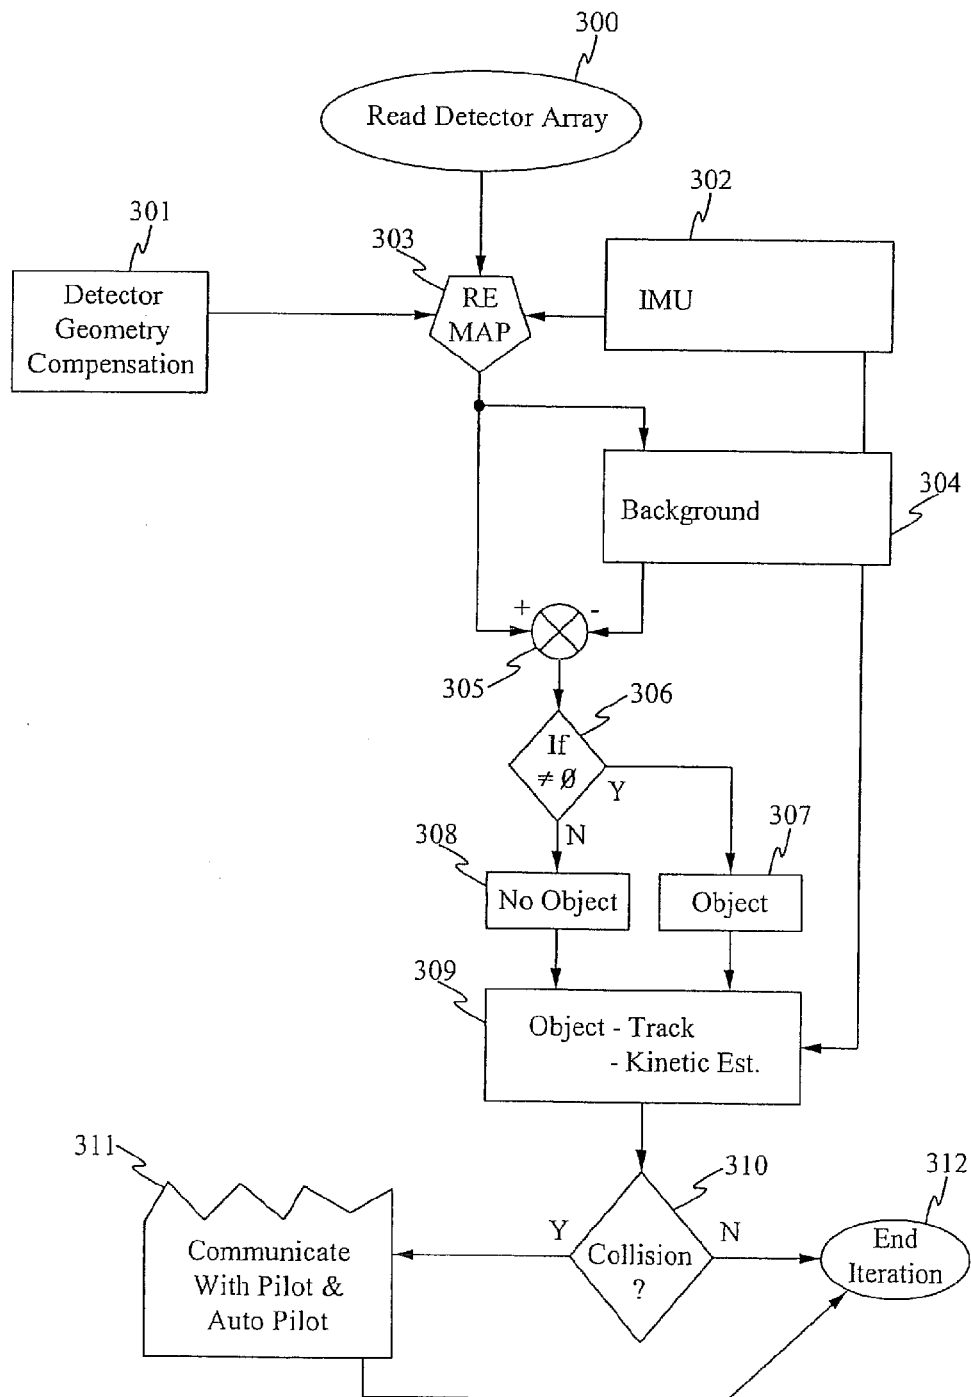 300
Read Detector Array
302
301
303
Detector
Geometry
Compensation
RE
MAP
IMU
304
Background
+
-
305
306
If
≠ Ø
Y
N
308
307
No Object
Object
309
Object - Track
- Kinetic Est.
311
310
312
Y
N
Communicate
With Pilot &
Auto Pilot
Collision
?
End
Iteration